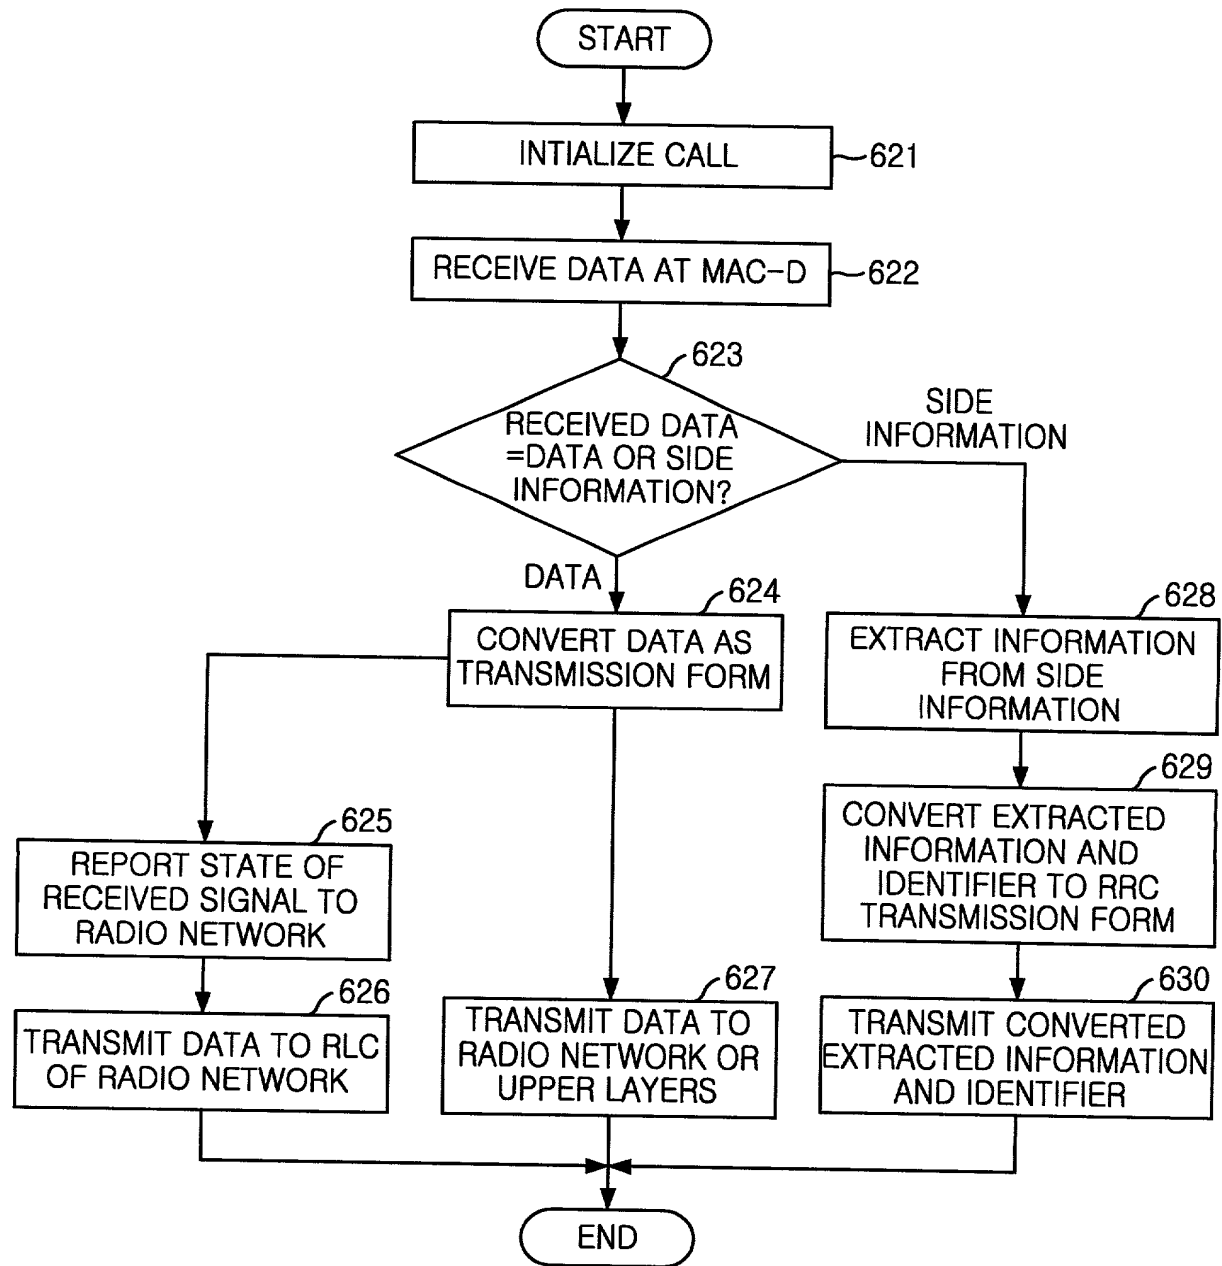 START
INTIALIZE CALL
621
RECEIVE DATA AT MAC-D
622
623
RECEIVED DATA
=DATA OR SIDE
INFORMATION?
SIDE
INFORMATION
DATA
624
CONVERT DATA AS
TRANSMISSION FORM
628
EXTRACT INFORMATION
FROM SIDE
INFORMATION
625
REPORT STATE OF
RECEIVED SIGNAL TO
RADIO NETWORK
629
CONVERT EXTRACTED
INFORMATION AND
IDENTIFIER TO RRC
TRANSMISSION FORM
626
TRANSMIT DATA TO RLC
OF RADIO NETWORK
627
TRANSMIT DATA TO
RADIO NETWORK OR
UPPER LAYERS
630
TRANSMIT CONVERTED
EXTRACTED INFORMATION
AND IDENTIFIER
END